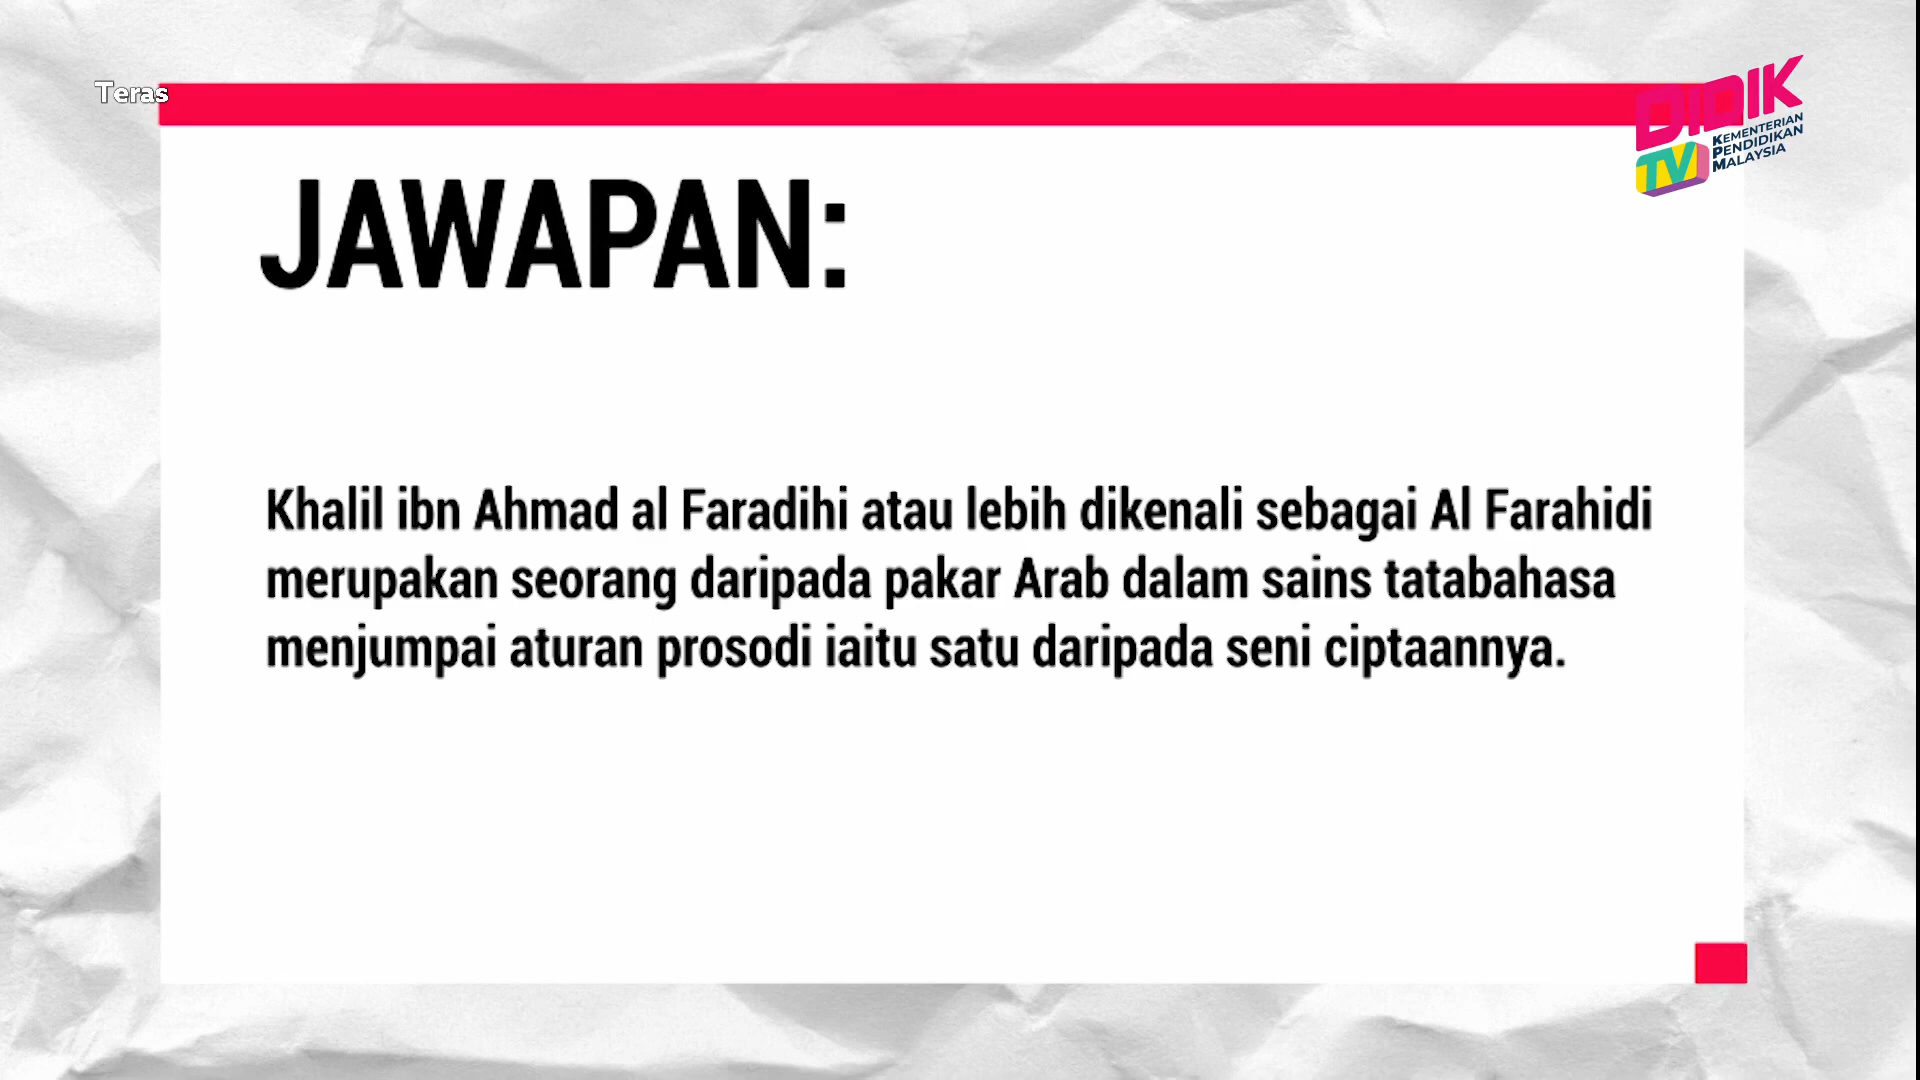 Teras
DIDIK
TV
KEMENTERIAN
PENDIDIKAN
MALAYSIA
JAWAPAN:
Khalil ibn Ahmad al Faradihi atau lebih dikenali sebagai Al Farahidi
merupakan seorang daripada pakar Arab dalam sains tatabahasa
menjumpai aturan prosodi iaitu satu daripada seni ciptaannya.